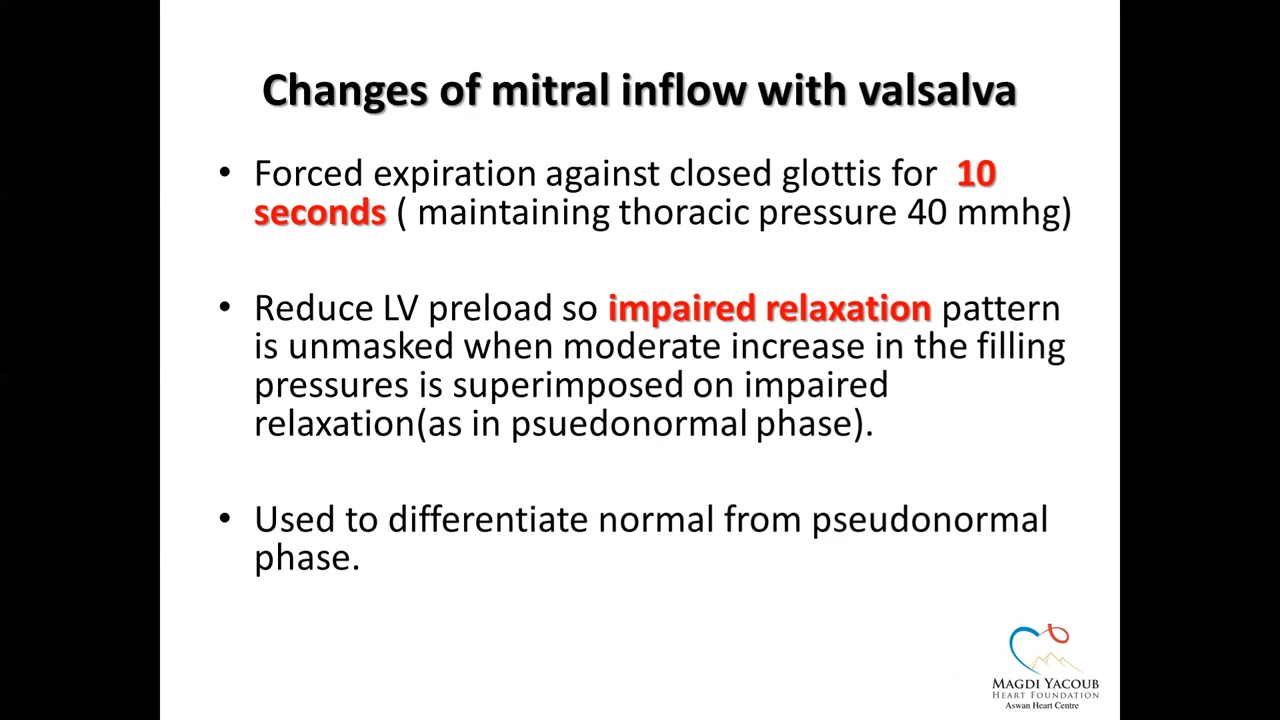 Changes of mitral inflow with valsalva
• Forced expiration against closed glottis for 10
seconds ( maintaining thoracic pressure 40 mmhg)
• Reduce LV preload so impaired relaxation pattern
is unmasked when moderate increase in the filling
pressures is superimposed on impaired
relaxation(as in psuedonormal phase).
• Used to differentiate normal from pseudonormal
phase.
MAGDI YACOUB
HEART FOUNDATION
Aswan Heart Centre